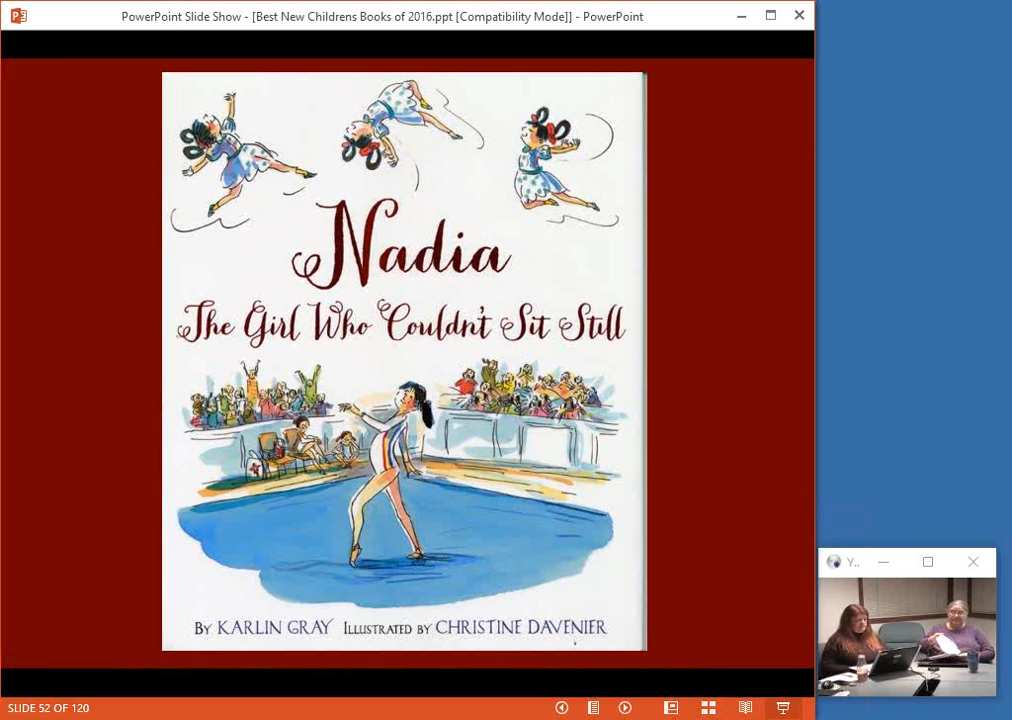 PowerPoint Slide Show - [Best New Childrens Books of 2016.ppt [Compatibility Mode]] - PowerPoint
Nadia
The Girl Who Couldn't Sit Still
BY KARLIN GRAY ILLUSTRATED BY CHRISTINE DAVENIER
Y..
SLIDE 52 OF 120